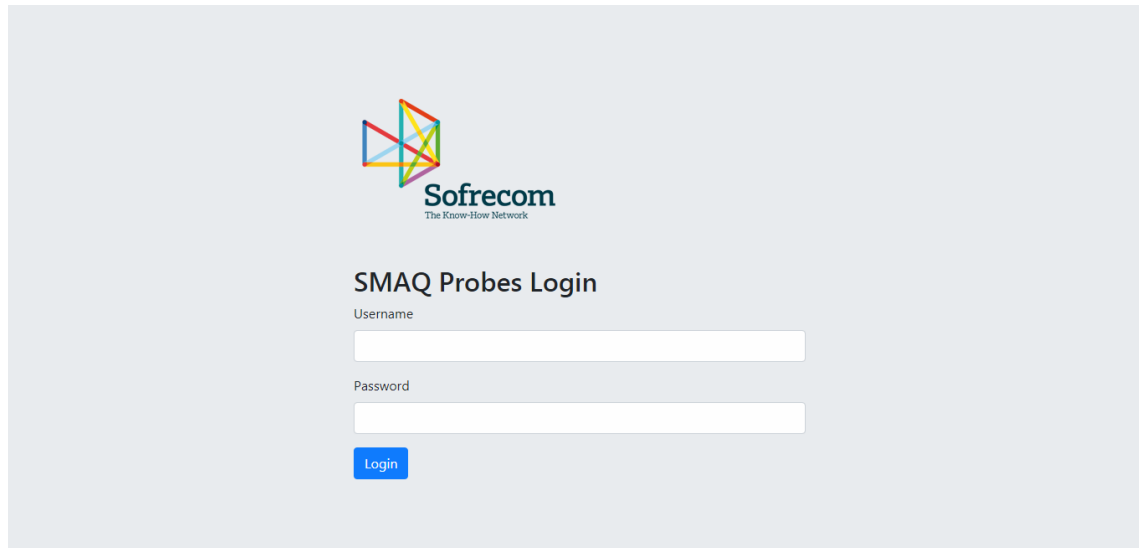 Sofrecom
The Know-How Network
SMAQ Probes Login
Username
Password
Login